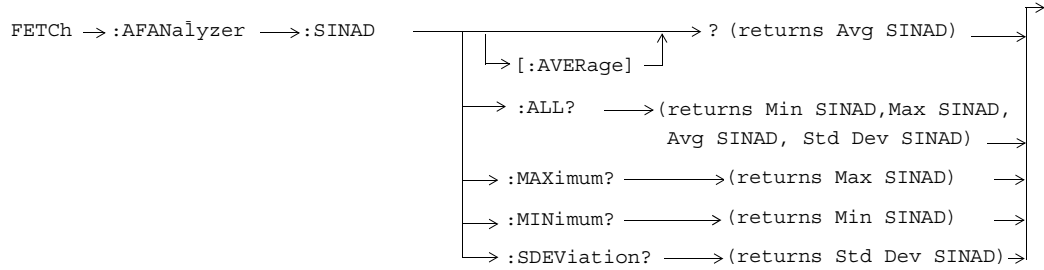 FETCh :AFANalyzer :SINAD ? (returns Avg SINAD)
[:AVERage]
:ALL? (returns Min SINAD,Max SINAD,
Avg SINAD, Std Dev SINAD)
:MAXimum? (returns Max SINAD)
:MINimum? (returns Min SINAD)
:SDEViation? (returns Std Dev SINAD)